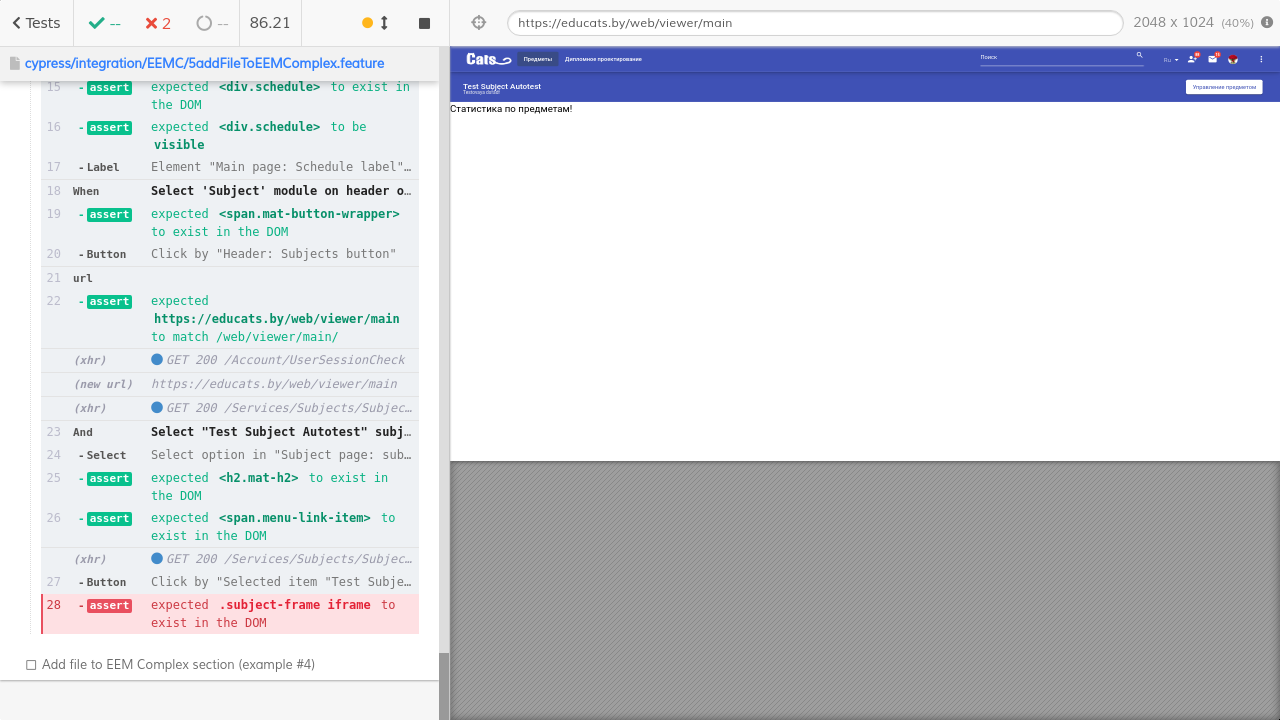 Tests
--
2
--
86.21
https://educats.by/web/viewer/main
2048 x 1024 (40%)
cypress/integration/EEMC/5addFileToEEMComplex.feature
15 - assert expected <div.schedule> to exist in
the DOM
16 - assert expected <div.schedule> to be
visible
17 - Label Element "Main page: Schedule label"…
18 When Select 'Subject' module on header o…
19 - assert expected <span.mat-button-wrapper>
to exist in the DOM
20 - Button Click by "Header: Subjects button"
21 url
22 - assert expected
https://educats.by/web/viewer/main
to match /web/viewer/main/
(xhr) GET 200 /Account/UserSessionCheck
(new url) https://educats.by/web/viewer/main
(xhr) GET 200 /Services/Subjects/Subjec…
23 And Select "Test Subject Autotest" subj…
24 - Select Select option in "Subject page: sub…
25 - assert expected <h2.mat-h2> to exist in
the DOM
26 - assert expected <span.menu-link-item> to
exist in the DOM
(xhr) GET 200 /Services/Subjects/Subjec…
27 - Button Click by "Selected item "Test Subje…
28 - assert expected .subject-frame iframe to
exist in the DOM
Add file to EEM Complex section (example #4)
Cats
Предметы
Дипломное проектирование
Поиск
Ru
Test Subject Autotest
Управление предметом
Статистика по предметам!